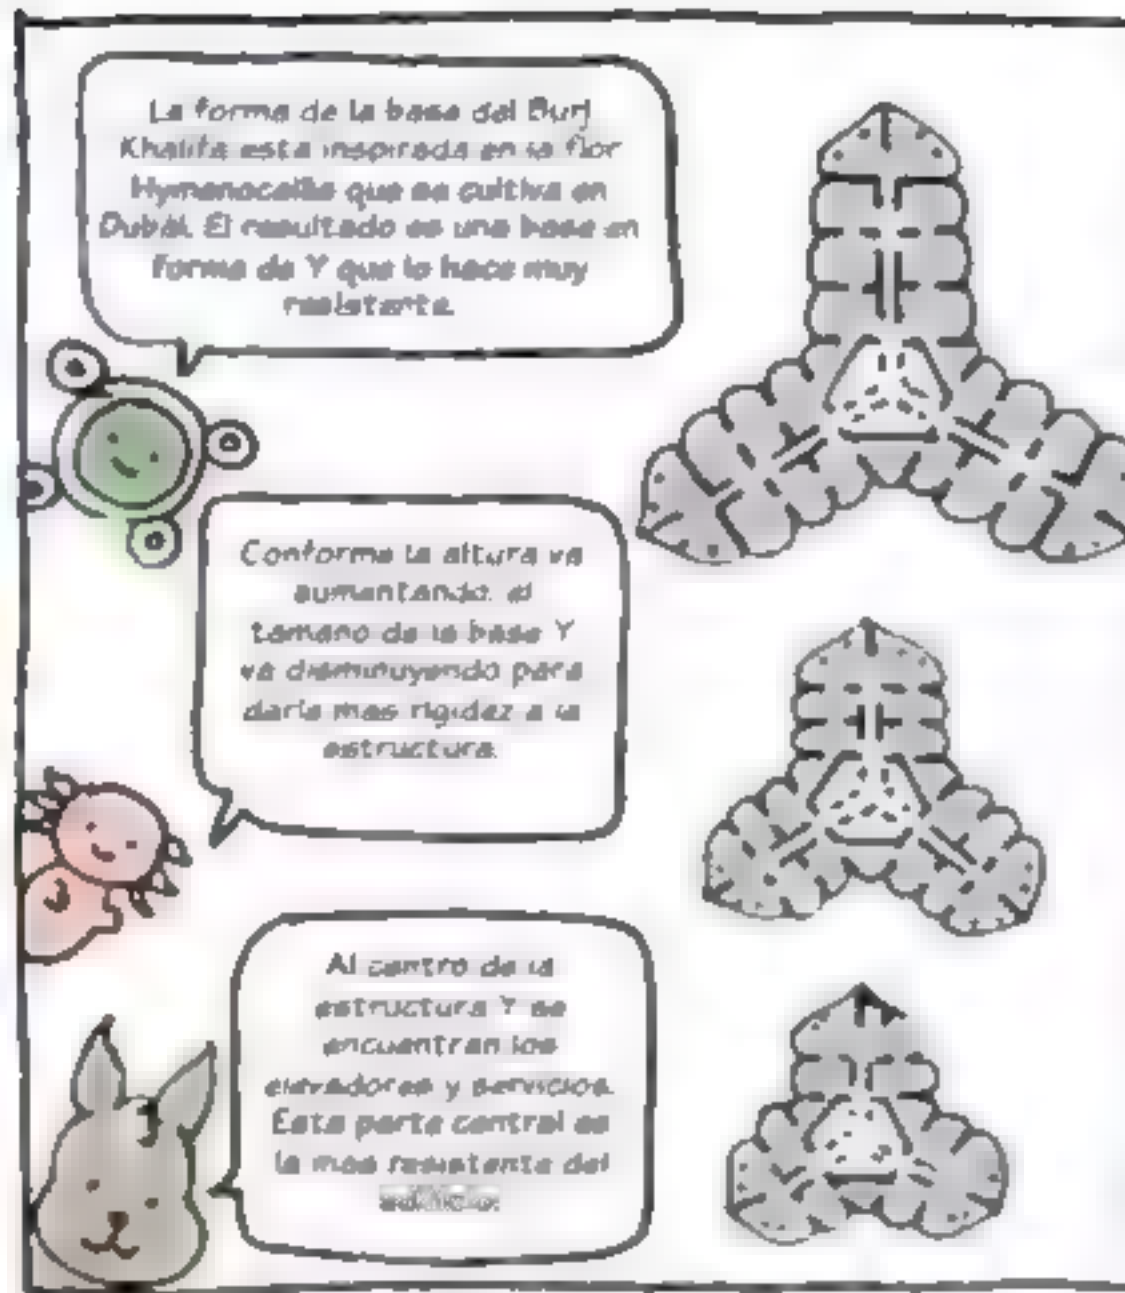 La forma de la base del Burj
Khalifa esta inspirada en la flor
Hymenocallis que se cultiva en
Dubái. El resultado es una base en
forma de Y que lo hace muy
resistente.
Conforme la altura va
aumentando, el
tamaño de la base Y
va disminuyendo para
darle mas rigidez a la
estructura.
Al centro de la
estructura Y se
encuentran los
elevadores y servicios.
Esta parte central es
la mas resistente del